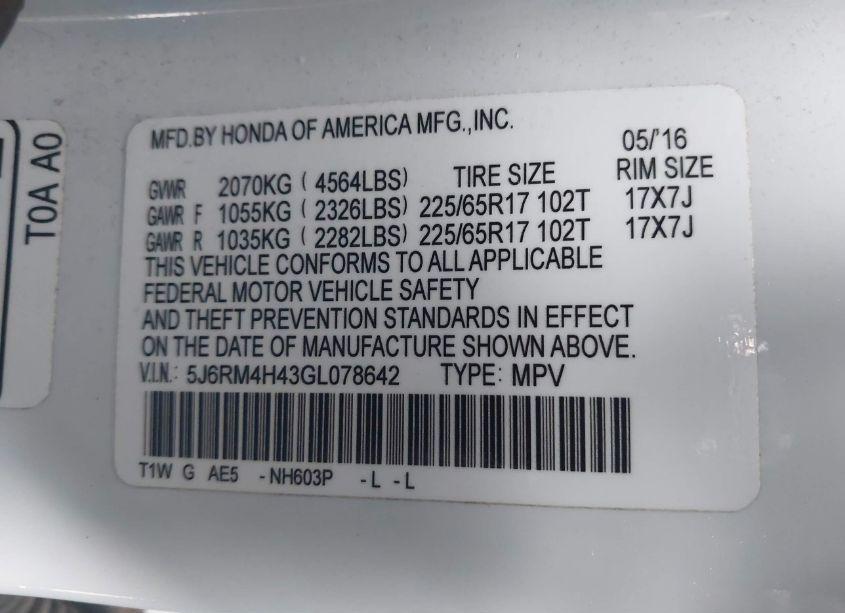 T0A A0
MFD.BY HONDA OF AMERICA MFG.,INC.
05/'16
GVWR 2070KG ( 4564LBS) TIRE SIZE RIM SIZE
GAWR F 1055KG ( 2326LBS) 225/65R17 102T 17X7J
GAWR R 1035KG ( 2282LBS) 225/65R17 102T 17X7J
THIS VEHICLE CONFORMS TO ALL APPLICABLE
FEDERAL MOTOR VEHICLE SAFETY
AND THEFT PREVENTION STANDARDS IN EFFECT
ON THE DATE OF MANUFACTURE SHOWN ABOVE.
V.I.N.: 5J6RM4H43GL078642 TYPE: MPV
T1W G AE5 -NH603P -L -L